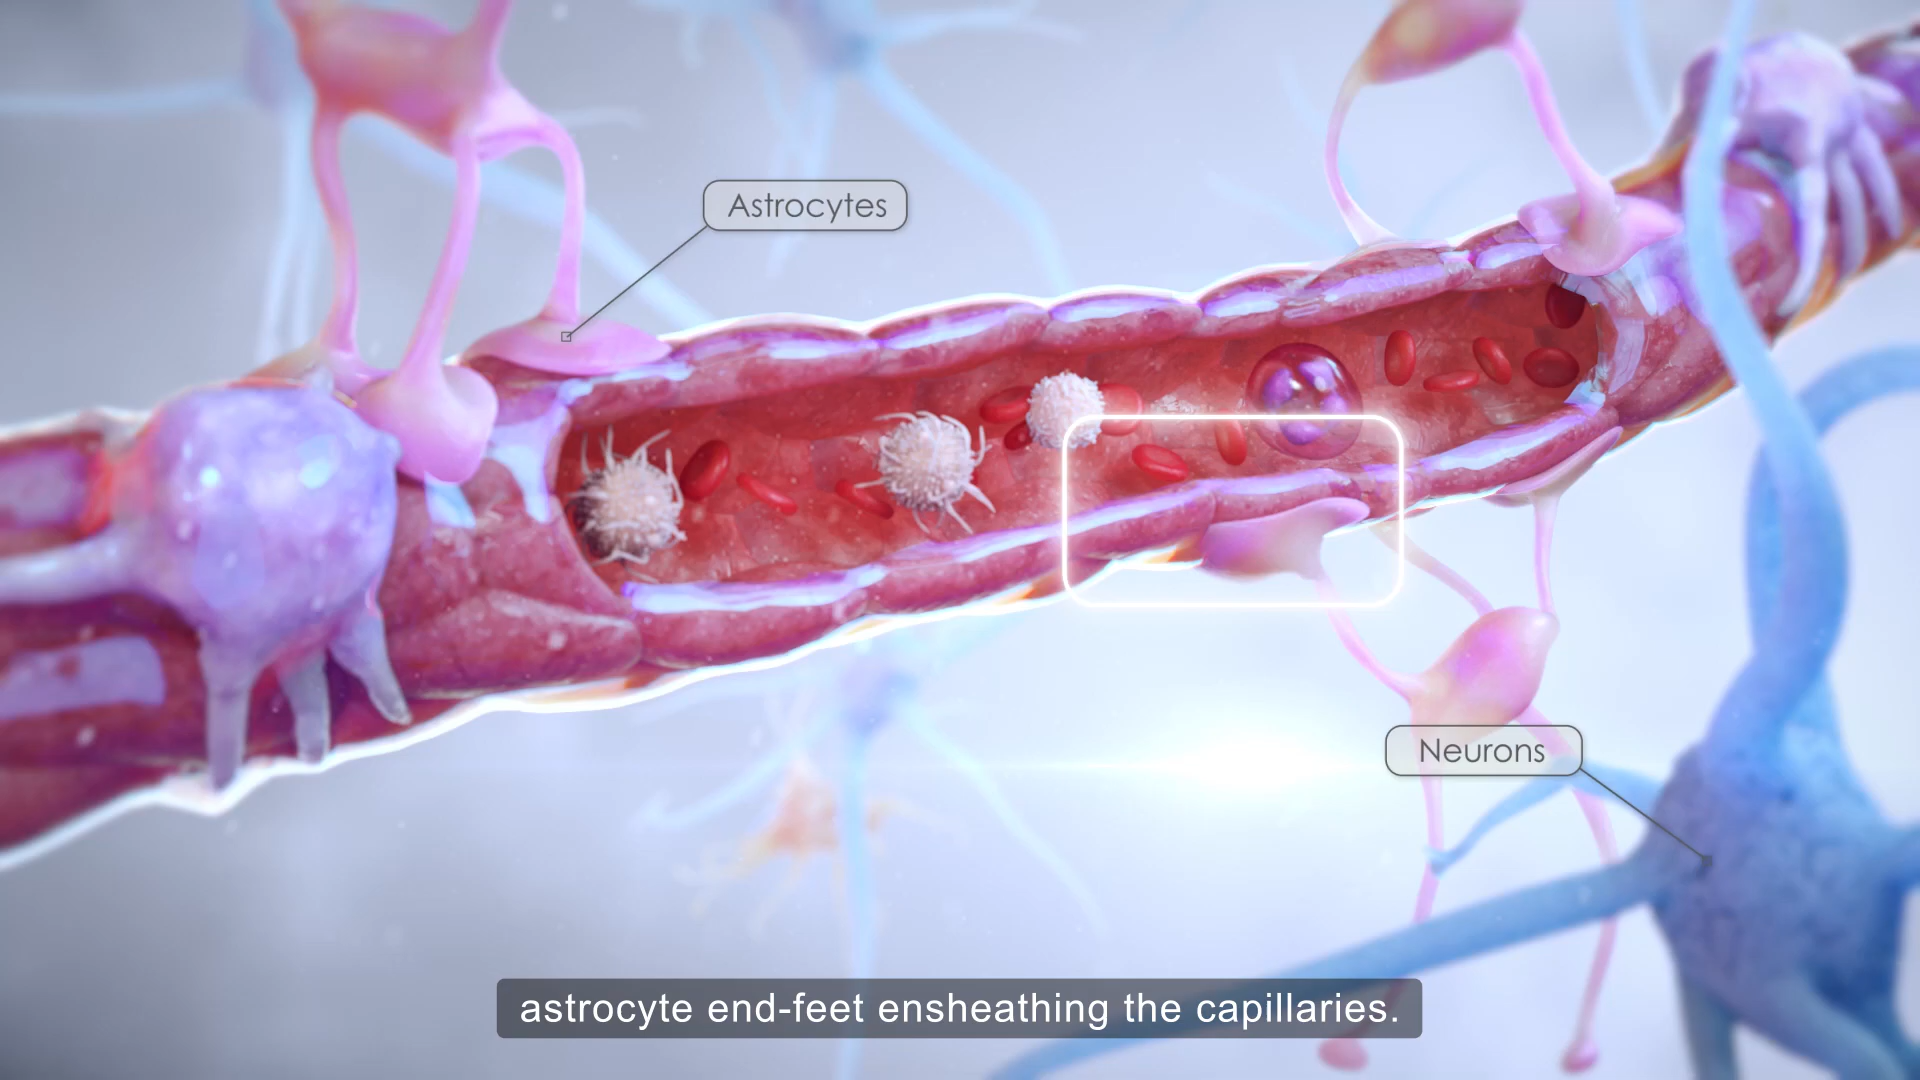 Astrocytes
Neurons
astrocyte end-feet ensheathing the capillaries.